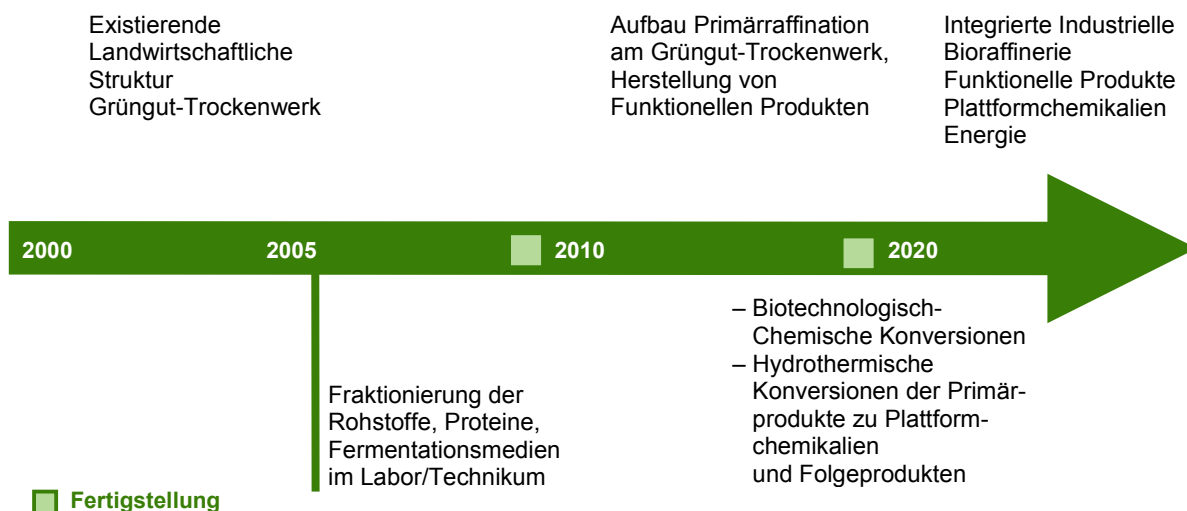 Existierende
Landwirtschaftliche
Struktur
Grüngut-Trockenwerk
Aufbau Primärraffination
am Grüngut-Trockenwerk,
Herstellung von
Funktionellen Produkten
Integrierte Industrielle
Bioraffinerie
Funktionelle Produkte
Plattformchemikalien
Energie
2000
2005
2010
2020
Fraktionierung der
Rohstoffe, Proteine,
Fermentationsmedien
im Labor/Technikum
– Biotechnologisch-
Chemische Konversionen
– Hydrothermische
Konversionen der Primär-
produkte zu Plattform-
chemikalien
und Folgeprodukten
Fertigstellung